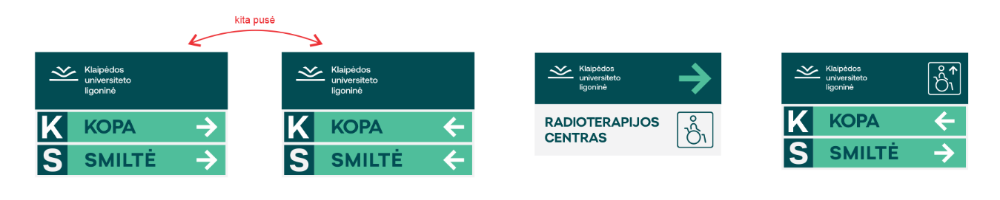 kita pusė
Klaipėdos
universiteto
ligoninė
K KOPA
S SMILTĖ
Klaipėdos
universiteto
ligoninė
K KOPA
S SMILTĖ
Klaipėdos
universiteto
ligoninė
RADIOTERAPIJOS
CENTRAS
Klaipėdos
universiteto
ligoninė
K KOPA
S SMILTĖ